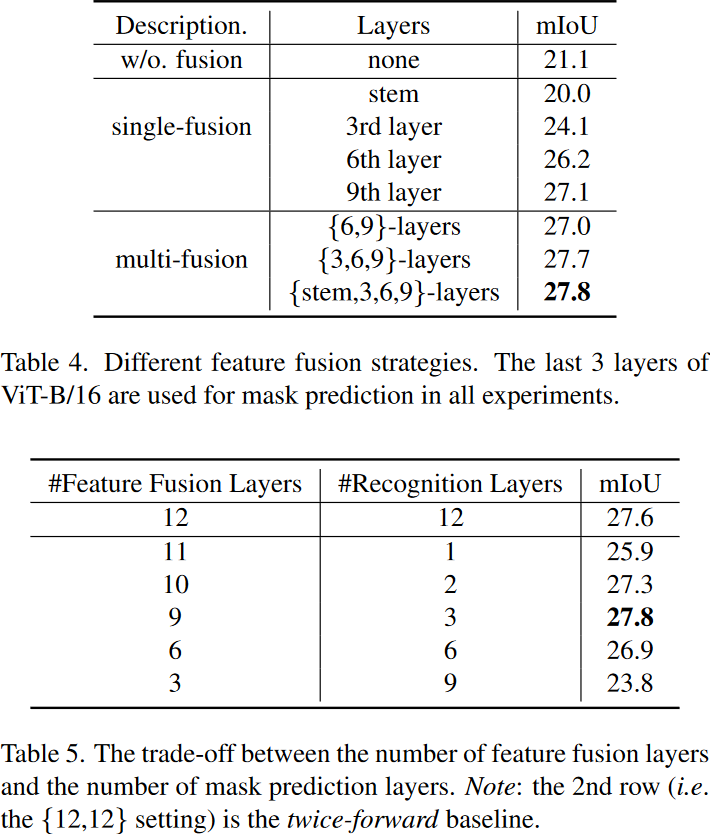 Description. Layers mIoU
w/o. fusion none 21.1
stem 20.0
single-fusion 3rd layer 24.1
6th layer 26.2
9th layer 27.1
{6,9}-layers 27.0
multi-fusion {3,6,9}-layers 27.7
{stem,3,6,9}-layers 27.8
Table 4. Different feature fusion strategies. The last 3 layers of
ViT-B/16 are used for mask prediction in all experiments.
#Feature Fusion Layers #Recognition Layers mIoU
12 12 27.6
11 1 25.9
10 2 27.3
9 3 27.8
6 6 26.9
3 9 23.8
Table 5. The trade-off between the number of feature fusion layers
and the number of mask prediction layers. Note: the 2nd row (i.e.
the {12,12} setting) is the twice-forward baseline.